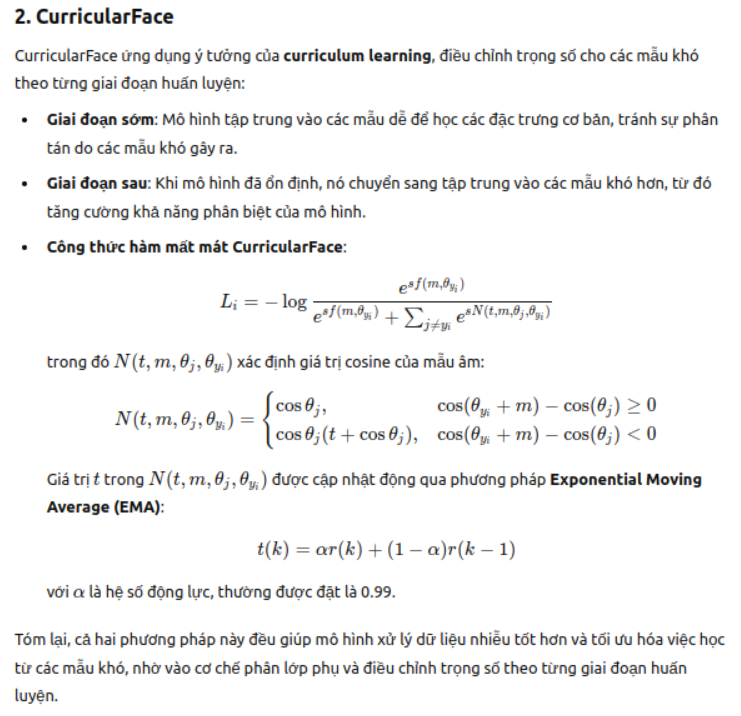 2. CurricularFace
CurricularFace ứng dụng ý tưởng của curriculum learning, điều chỉnh trọng số cho các mẫu khó
theo từng giai đoạn huấn luyện:
• Giai đoạn sớm: Mô hình tập trung vào các mẫu dễ để học các đặc trưng cơ bản, tránh sự phân
tán do các mẫu khó gây ra.
• Giai đoạn sau: Khi mô hình đã ổn định, nó chuyển sang tập trung vào các mẫu khó hơn, từ đó
tăng cường khả năng phân biệt của mô hình.
• Công thức hàm mất mát CurricularFace:
$L_i = -\log \frac{e^{sf(m,\theta_{y_i})}}{e^{sf(m,\theta_{y_i})} + \sum_{j \neq y_i} e^{sN(t,m,\theta_j,\theta_{y_i})}}$
trong đó $N(t, m, \theta_j, \theta_{y_i})$ xác định giá trị cosine của mẫu âm:
$N(t, m, \theta_j, \theta_{y_i}) = \begin{cases} \cos\theta_j, & \cos(\theta_{y_i} + m) - \cos(\theta_j) \geq 0 \\ \cos\theta_j(t + \cos\theta_j), & \cos(\theta_{y_i} + m) - \cos(\theta_j) < 0 \end{cases}$
Giá trị $t$ trong $N(t, m, \theta_j, \theta_{y_i})$ được cập nhật động qua phương pháp Exponential Moving
Average (EMA):
$t(k) = \alpha r(k) + (1 - \alpha) r(k - 1)$
với $\alpha$ là hệ số động lực, thường được đặt là 0.99.
Tóm lại, cả hai phương pháp này đều giúp mô hình xử lý dữ liệu nhiễu tốt hơn và tối ưu hóa việc học
từ các mẫu khó, nhờ vào cơ chế phân lớp phụ và điều chỉnh trọng số theo từng giai đoạn huấn
luyện.